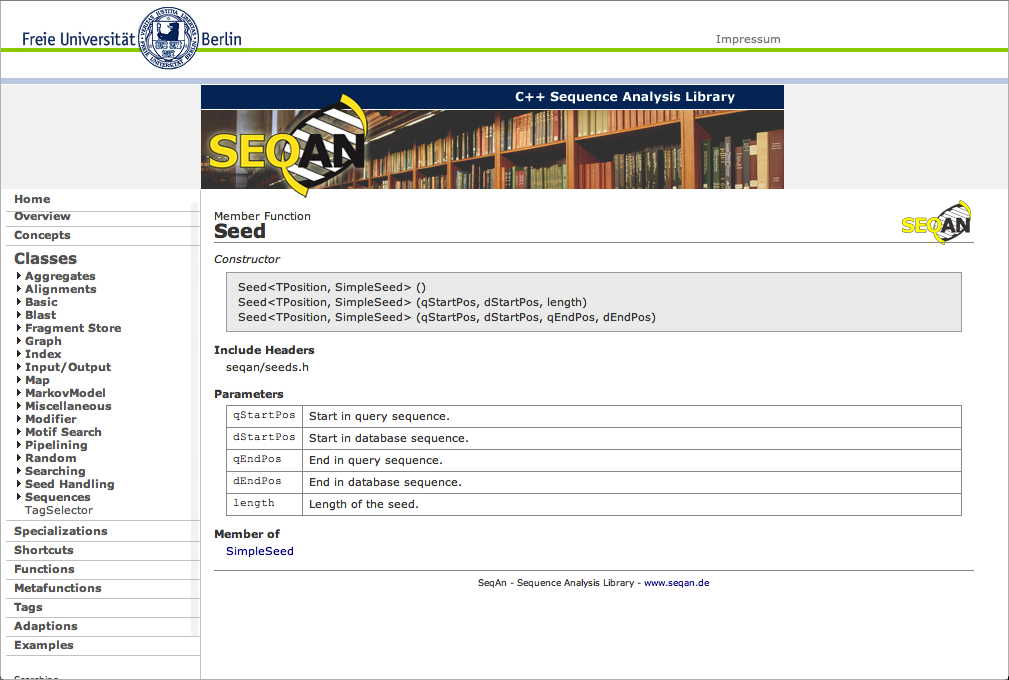 Freie Universität Berlin
Impressum
C++ Sequence Analysis Library
SEQAN
Home
Overview
Concepts
Classes
Aggregates
Alignments
Basic
Blast
Fragment Store
Graph
Index
Input/Output
Map
MarkovModel
Miscellaneous
Modifier
Motif Search
Pipelining
Random
Searching
Seed Handling
Sequences
TagSelector
Specializations
Shortcuts
Functions
Metafunctions
Tags
Adaptions
Examples
Searching
Member Function
Seed
SEQAN
Constructor
Seed<TPosition, SimpleSeed> ()
Seed<TPosition, SimpleSeed> (qStartPos, dStartPos, length)
Seed<TPosition, SimpleSeed> (qStartPos, dStartPos, qEndPos, dEndPos)
Include Headers
seqan/seeds.h
Parameters
qStartPos Start in query sequence.
dStartPos Start in database sequence.
qEndPos End in query sequence.
dEndPos End in database sequence.
length Length of the seed.
Member of
SimpleSeed
SeqAn - Sequence Analysis Library - www.seqan.de